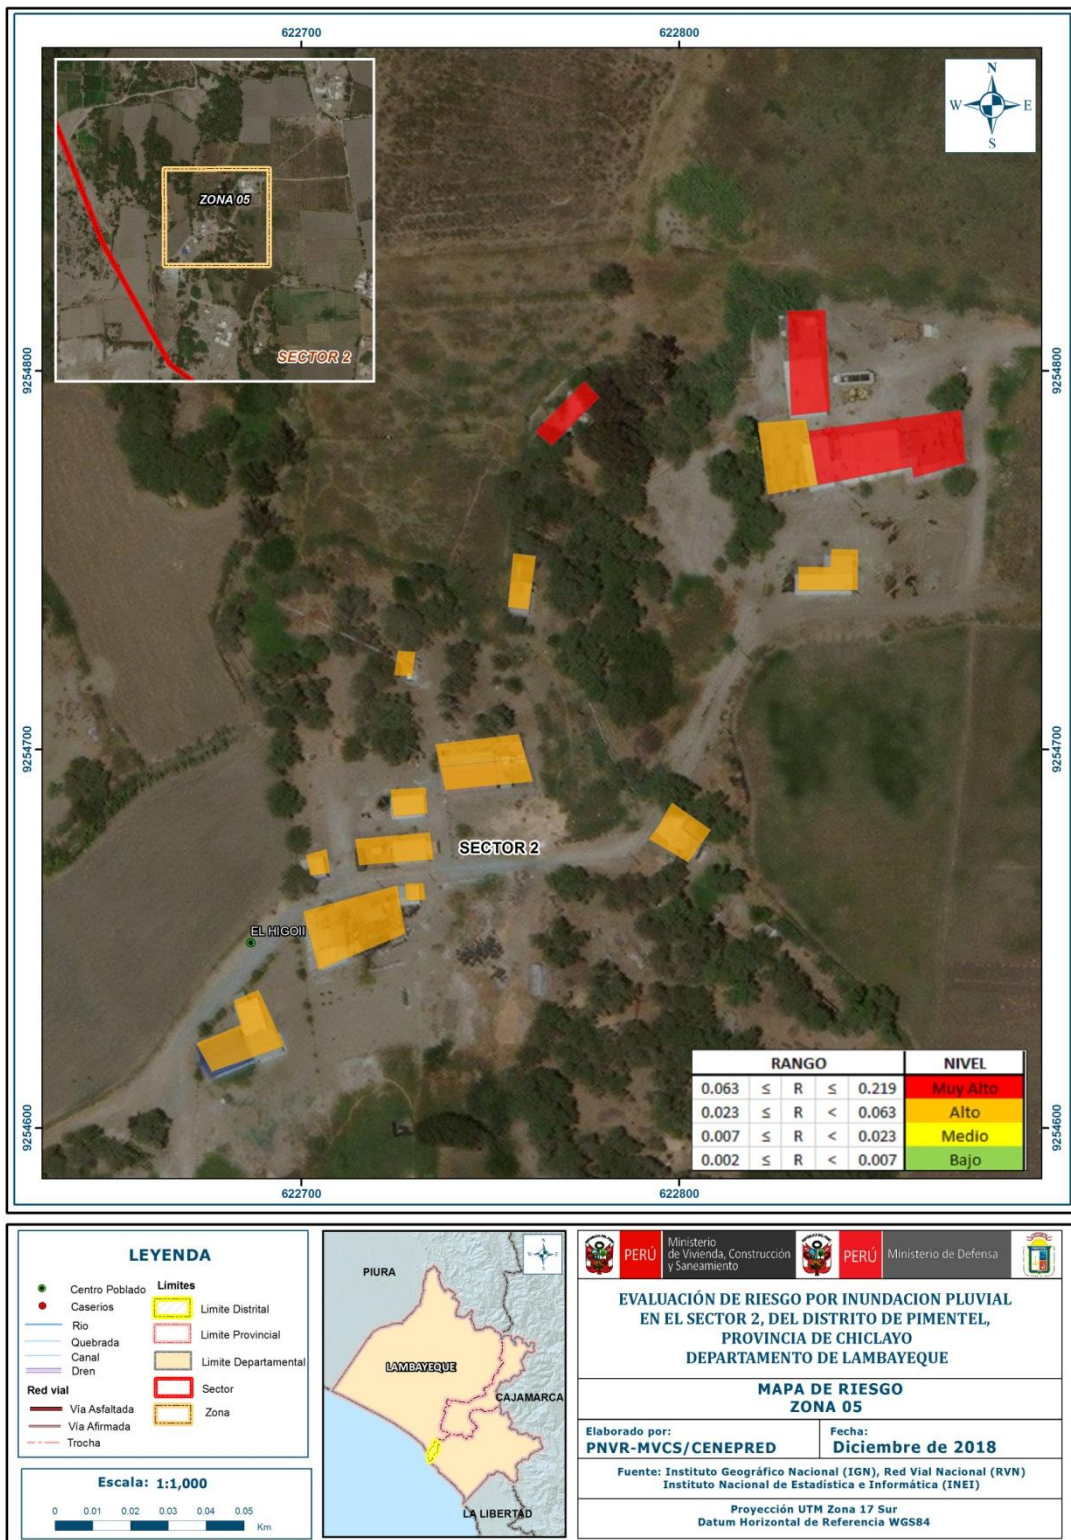 622700
622800
N
W
E
S
ZONA 05
SECTOR 2
9254800
9254800
9254700
9254700
SECTOR 2
EL HIGOII
RANGO NIVEL
0.063 ≤ R ≤ 0.219 Muy Alto
0.023 ≤ R < 0.063 Alto
0.007 ≤ R < 0.023 Medio
0.002 ≤ R < 0.007 Bajo
9254600
9254600
622700
622800
LEYENDA
Centro Poblado
Caserios
Rio
Quebrada
Canal
Dren
Red vial
Vía Asfaltada
Vía Afirmada
Trocha
Límites
Limite Distrital
Limite Provincial
Limite Departamental
Sector
Zona
Escala: 1:1,000
0 0.01 0.02 0.03 0.04 0.05
Km
PIURA
LAMBAYEQUE
CAJAMARCA
LA LIBERTAD
PERÚ
Ministerio
de Vivienda, Construcción
y Saneamiento
PERÚ
Ministerio de Defensa
EVALUACIÓN DE RIESGO POR INUNDACION PLUVIAL
EN EL SECTOR 2, DEL DISTRITO DE PIMENTEL,
PROVINCIA DE CHICLAYO
DEPARTAMENTO DE LAMBAYEQUE
MAPA DE RIESGO
ZONA 05
Elaborado por:
PNVR-MVCS/CENEPRED
Fecha:
Diciembre de 2018
Fuente: Instituto Geográfico Nacional (IGN), Red Vial Nacional (RVN)
Instituto Nacional de Estadística e Informática (INEI)
Proyección UTM Zona 17 Sur
Datum Horizontal de Referencia WGS84